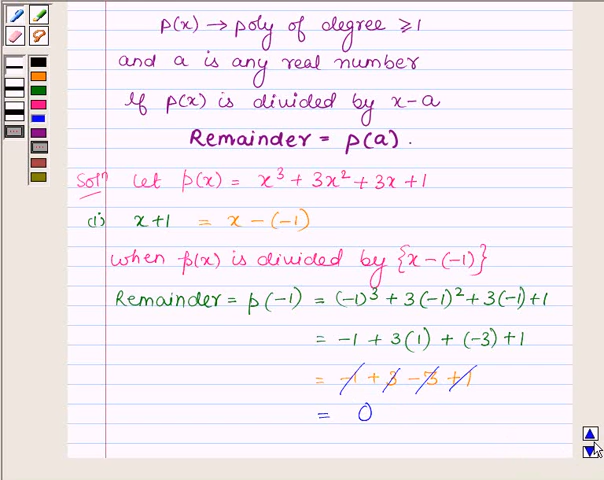 p(x) → poly of degree ≥ 1
and a is any real number
If p(x) is divided by x - a
Remainder = p(a).
Solⁿ Let p(x) = x³ + 3x² + 3x + 1
(i) x+1 = x - (-1)
when p(x) is divided by {x - (-1)}
Remainder = p(-1) = (-1)³ + 3(-1)² + 3(-1) + 1
= -1 + 3(1) + (-3) + 1
= -1 + 3 - 3 + 1
= 0